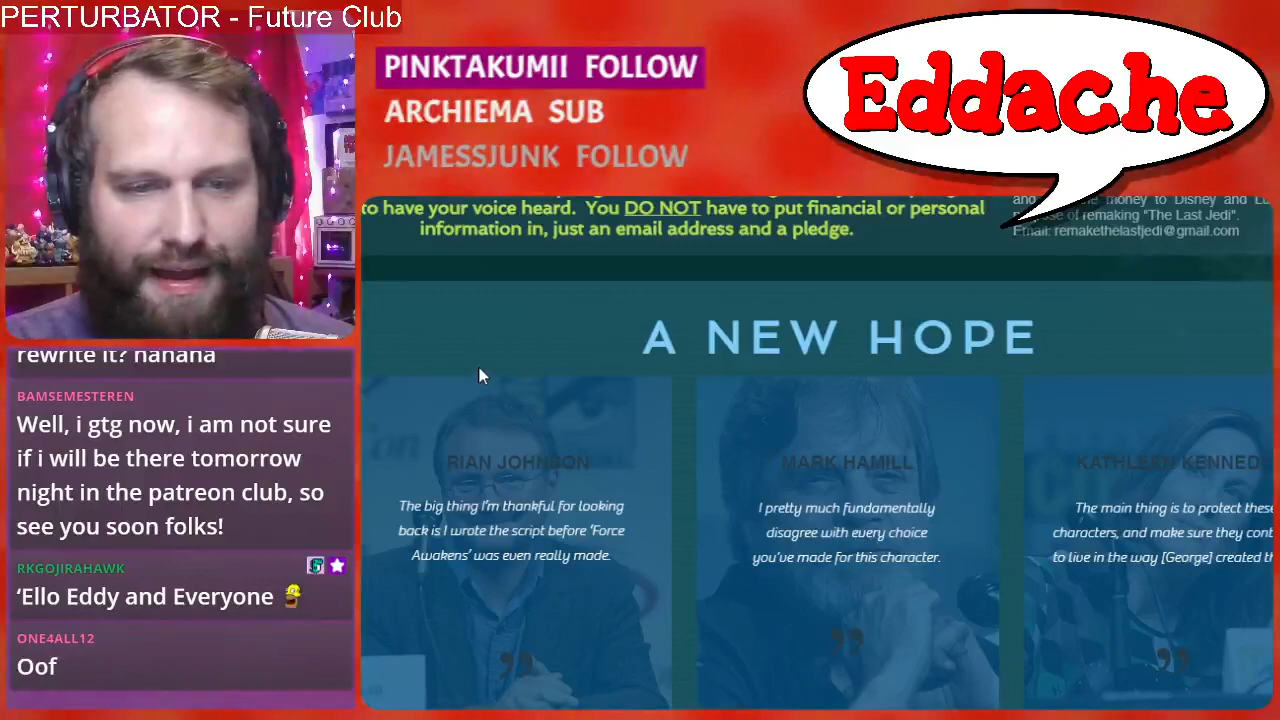 PERTURBATOR - Future Club
PINKTAKUMII FOLLOW
ARCHIEMA SUB
JAMESSJUNK FOLLOW
Eddache
to have your voice heard. You DO NOT have to put financial or personal
information in, just an email address and a pledge.
money to Disney and
of remaking "The Last Jedi".
Email: remakethelastjedi@gmail.com
A NEW HOPE
RIAN JOHNSON
The big thing I'm thankful for looking
back is I wrote the script before 'Force
Awakens' was even really made.
”
MARK HAMILL
I pretty much fundamentally
disagree with every choice
you've made for this character.
”
KATHLEEN KENNED
The main thing is to protect these
characters, and make sure they cont
to live in the way [George] created th
”
rewrite it? hahaha
BAMSEMESTEREN
Well, i gtg now, i am not sure
if i will be there tomorrow
night in the patreon club, so
see you soon folks!
RKGOJIRAHAWK
‘Ello Eddy and Everyone
ONE4ALL12
Oof